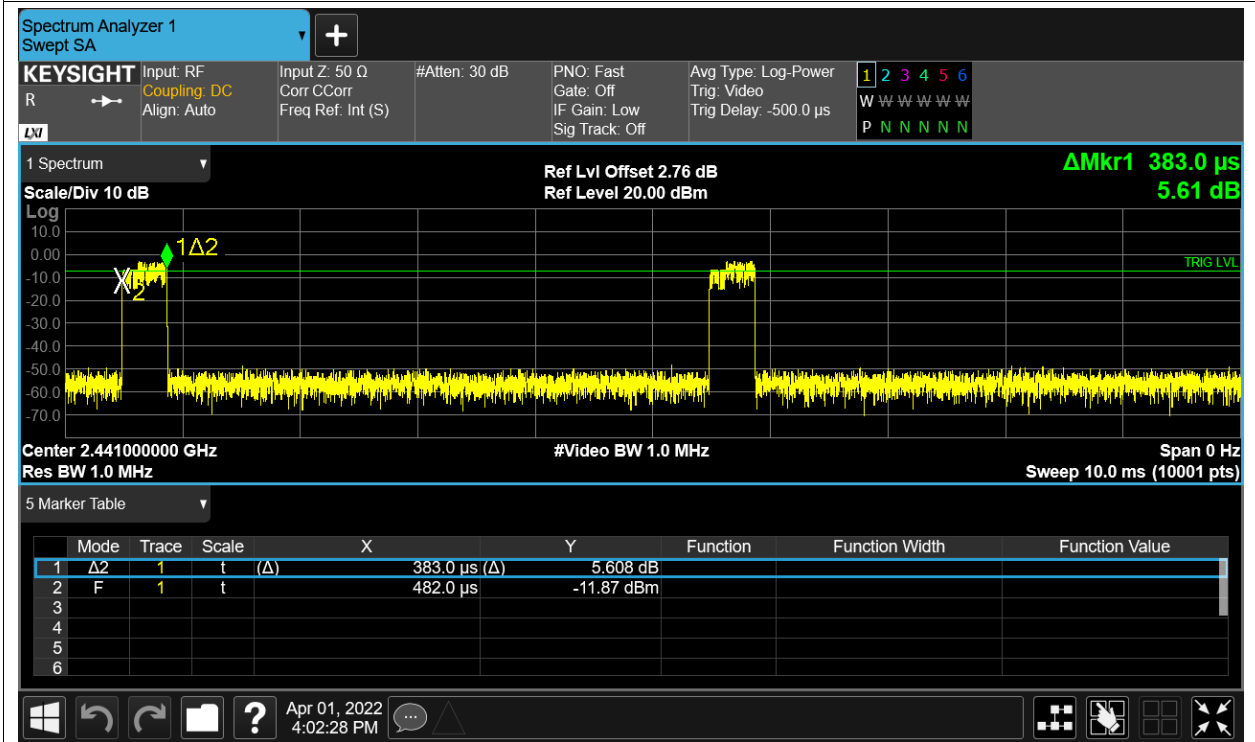 Spectrum Analyzer 1
Swept SA
+
KEYSIGHT Input: RF Input Z: 50 Ω #Atten: 30 dB PNO: Fast Avg Type: Log-Power 1 2 3 4 5 6
R Coupling: DC Corr CCorr Gate: Off Trig: Video W W W W W W
Align: Auto Freq Ref: Int (S) IF Gain: Low Trig Delay: -500.0 µs
LXI Sig Track: Off P N N N N N
1 Spectrum Ref Lvl Offset 2.76 dB ΔMkr1 383.0 µs
Scale/Div 10 dB Ref Level 20.00 dBm 5.61 dB
Log
10.0
0.00 1Δ2
TRIG LVL
-10.0
X2
-20.0
-30.0
-40.0
-50.0
-60.0
-70.0
Center 2.441000000 GHz #Video BW 1.0 MHz Span 0 Hz
Res BW 1.0 MHz Sweep 10.0 ms (10001 pts)
5 Marker Table
Mode Trace Scale X Y Function Function Width Function Value
1 Δ2 1 t (Δ) 383.0 µs (Δ) 5.608 dB
2 F 1 t 482.0 µs -11.87 dBm
3
4
5
6
? Apr 01, 2022
4:02:28 PM